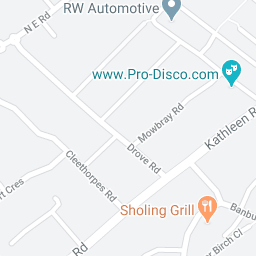 RW Automotive
N E Rd
www.Pro-Disco.com
Mowbray Rd
Kathleen R
Drove Rd
Cleethorpes Rd
rt Cres
Sholing Grill
Banbu
r Birch Cl
Rd